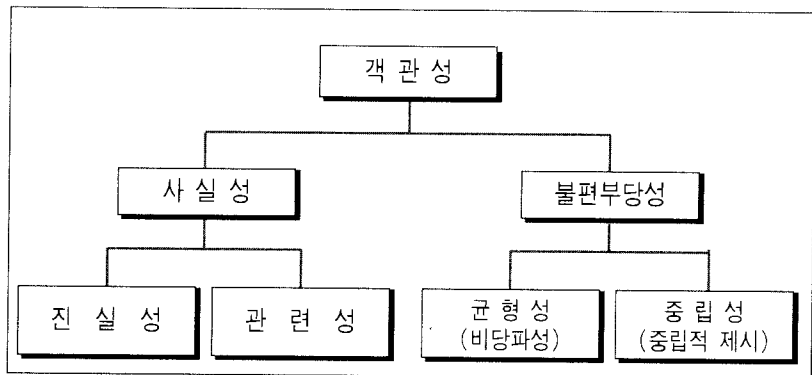 객 관 성
사 실 성
불편부당성
진 실 성
관 련 성
균 형 성
(비당파성)
중 립 성
(중립적 제시)